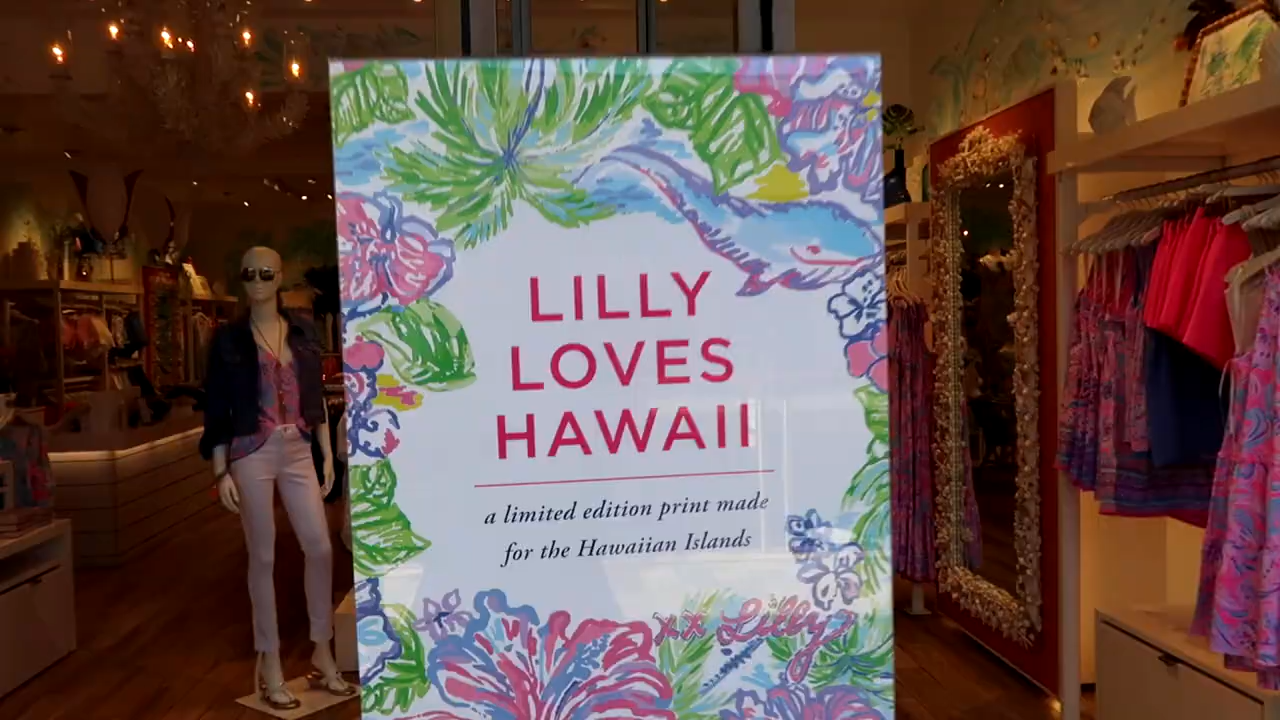 LILLY
LOVES
HAWAII
a limited edition print made
for the Hawaiian Islands
xx Lilly